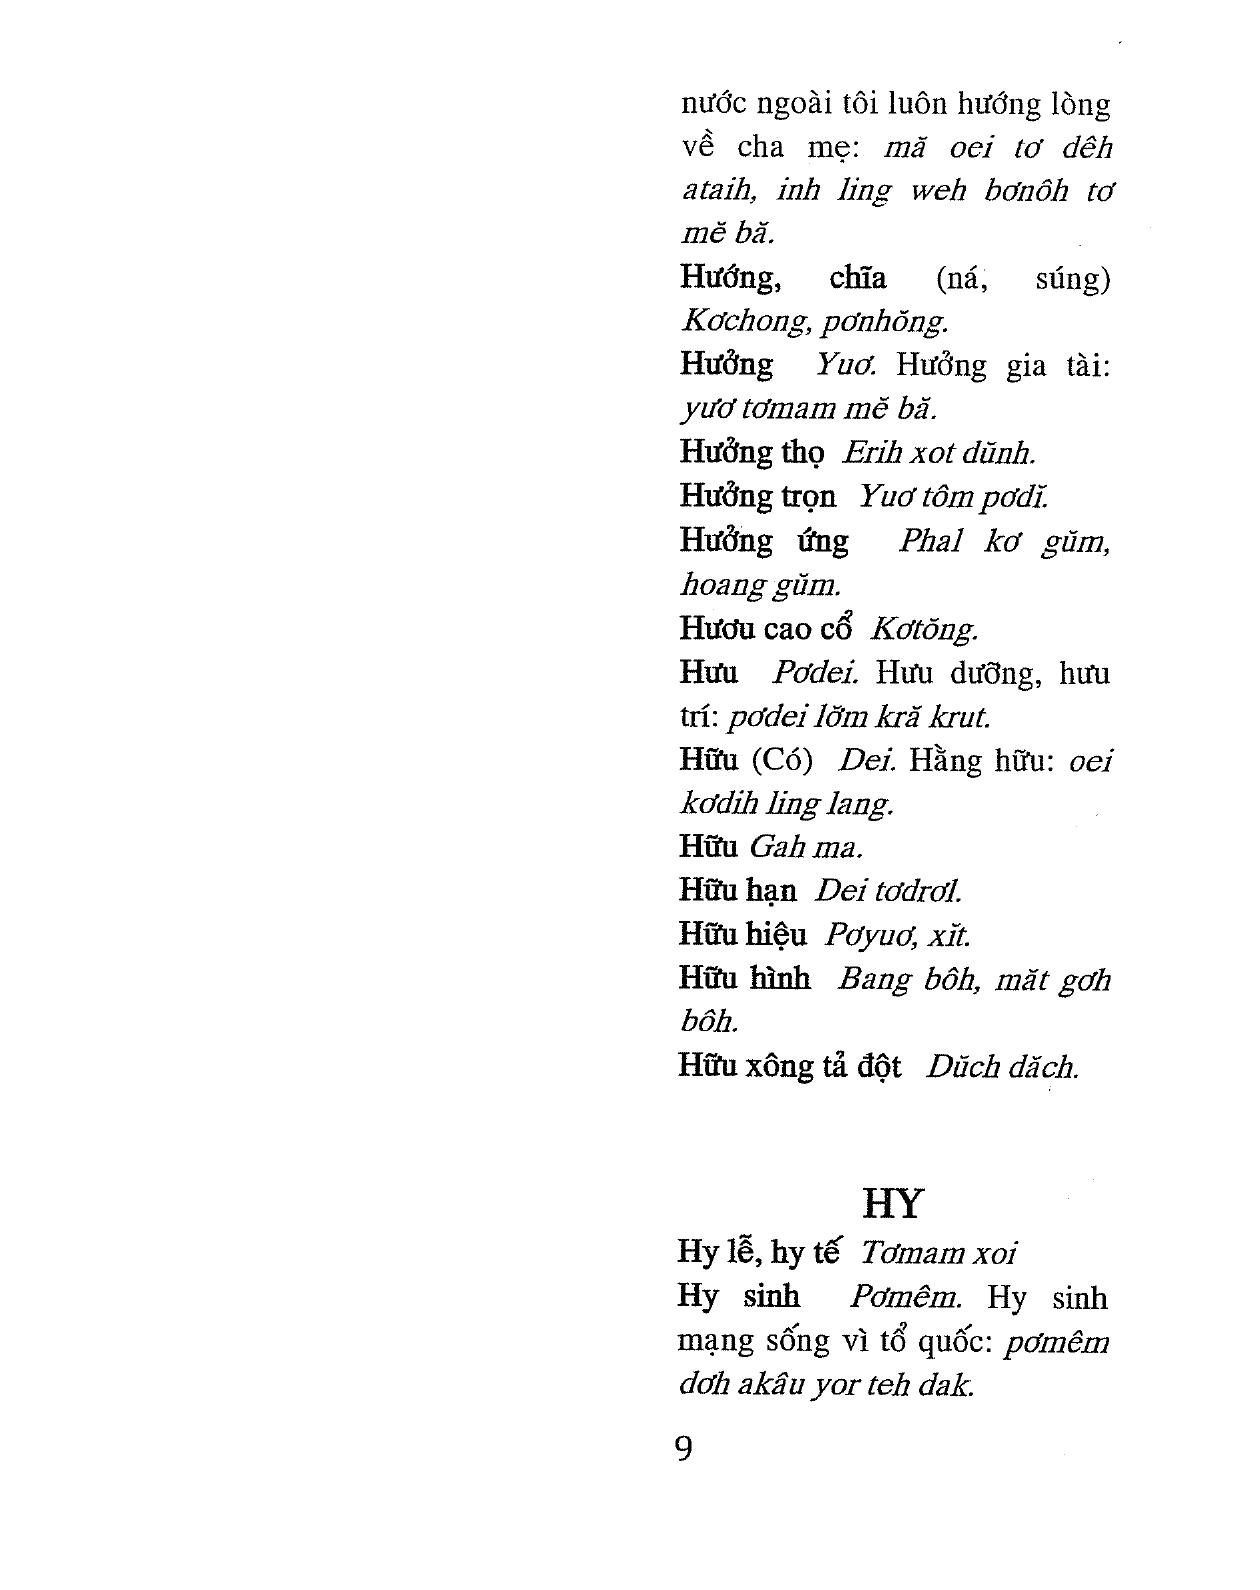 nước ngoài tôi luôn hướng lòng
về cha mẹ: mă oei tơ dêh
ataih, inh ling weh bơnôh tơ
mĕ bă.
Hướng, chĩa (ná, súng)
Kơchong, pơnhŏng.
Hưởng Yuơ. Hưởng gia tài:
yươ tơmam mĕ bă.
Hưởng thọ Erih xot dŭnh.
Hưởng trọn Yuơ tôm pơdĭ.
Hưởng ứng Phal kơ gŭm,
hoang gŭm.
Hươu cao cổ Kơtŏng.
Hưu Pơdei. Hưu dưỡng, hưu
trí: pơdei lơ̆m kră krut.
Hữu (Có) Dei. Hằng hữu: oei
kơdih ling lang.
Hữu Gah ma.
Hữu hạn Dei tơdrơl.
Hữu hiệu Pơyuơ, xĭt.
Hữu hình Bang bôh, măt gơh
bôh.
Hữu xông tả đột Dŭch dăch.
HY
Hy lễ, hy tế Tơmam xoi
Hy sinh Pơmêm. Hy sinh
mạng sống vì tổ quốc: pơmêm
dơh akâu yor teh dak.
9